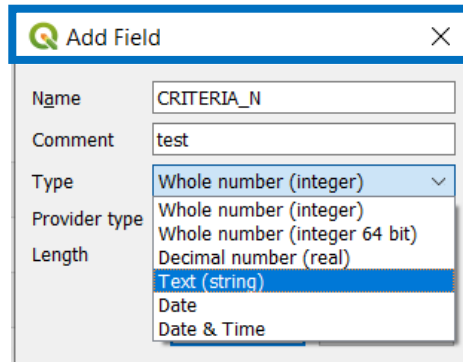 Add Field
Name CRITERIA_N
Comment test
Type Whole number (integer)
Provider type Whole number (integer)
Whole number (integer 64 bit)
Length Decimal number (real)
Text (string)
Date
Date & Time